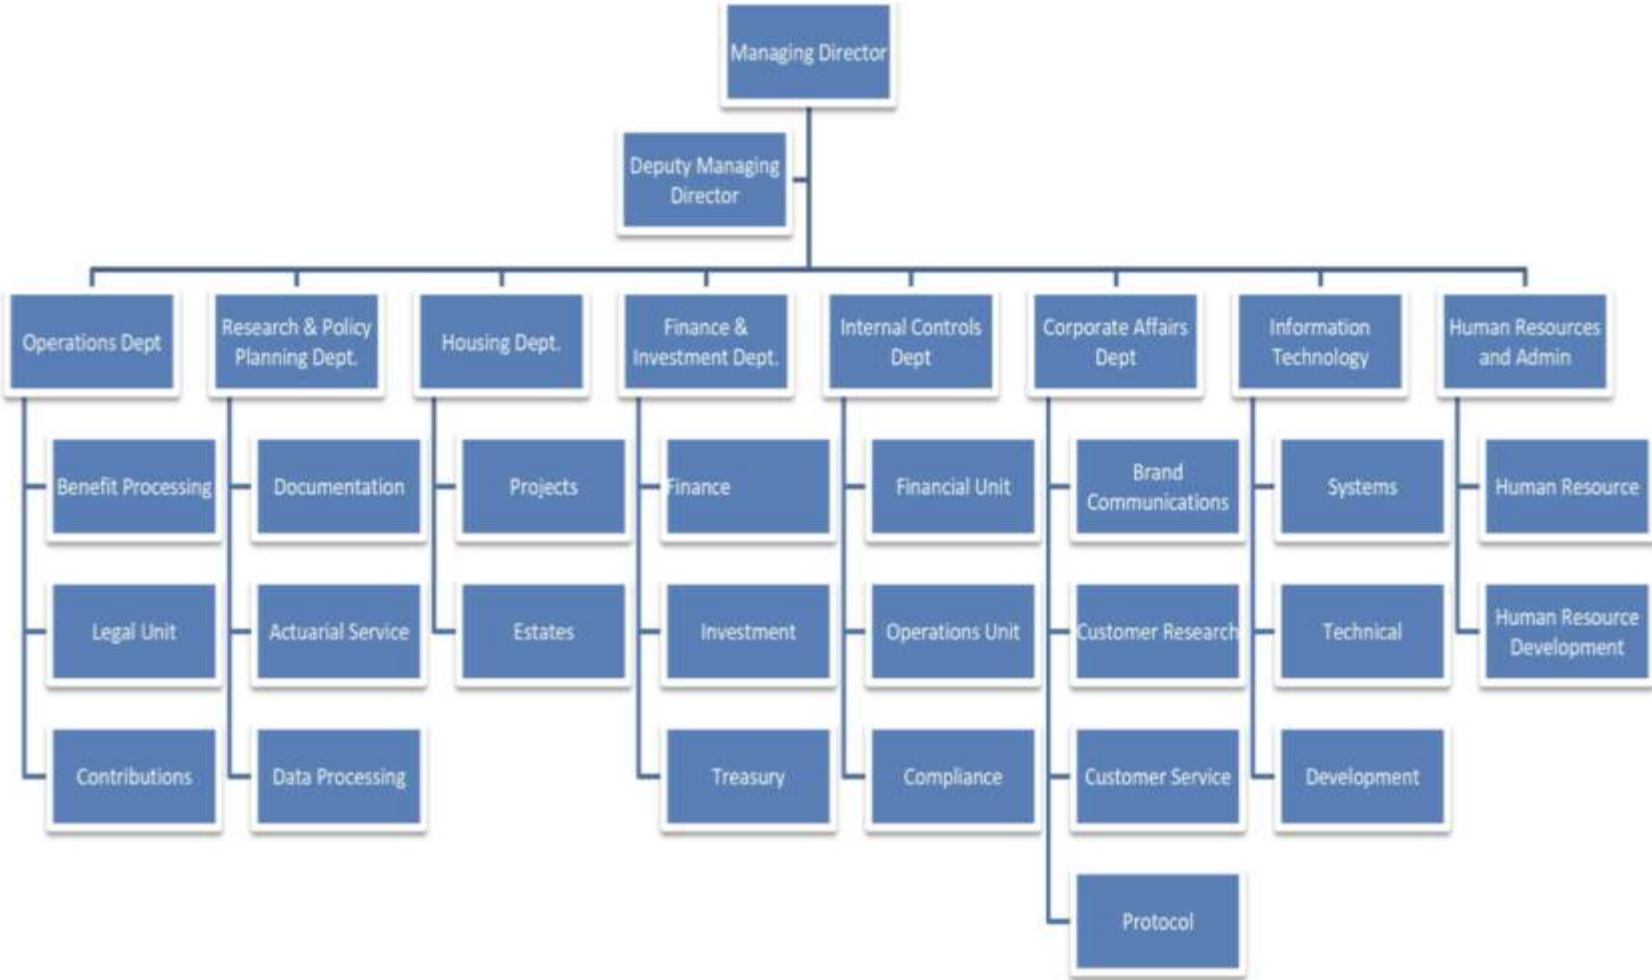 Managing Director
Deputy Managing
Director
Operations Dept
Research & Policy
Planning Dept.
Housing Dept.
Finance &
Investment Dept.
Internal Controls
Dept
Corporate Affairs
Dept
Information
Technology
Human Resources
and Admin
Benefit Processing
Documentation
Projects
Finance
Financial Unit
Brand
Communications
Systems
Human Resource
Legal Unit
Actuarial Service
Estates
Investment
Operations Unit
Customer Research
Technical
Human Resource
Development
Contributions
Data Processing
Treasury
Compliance
Customer Service
Development
Protocol